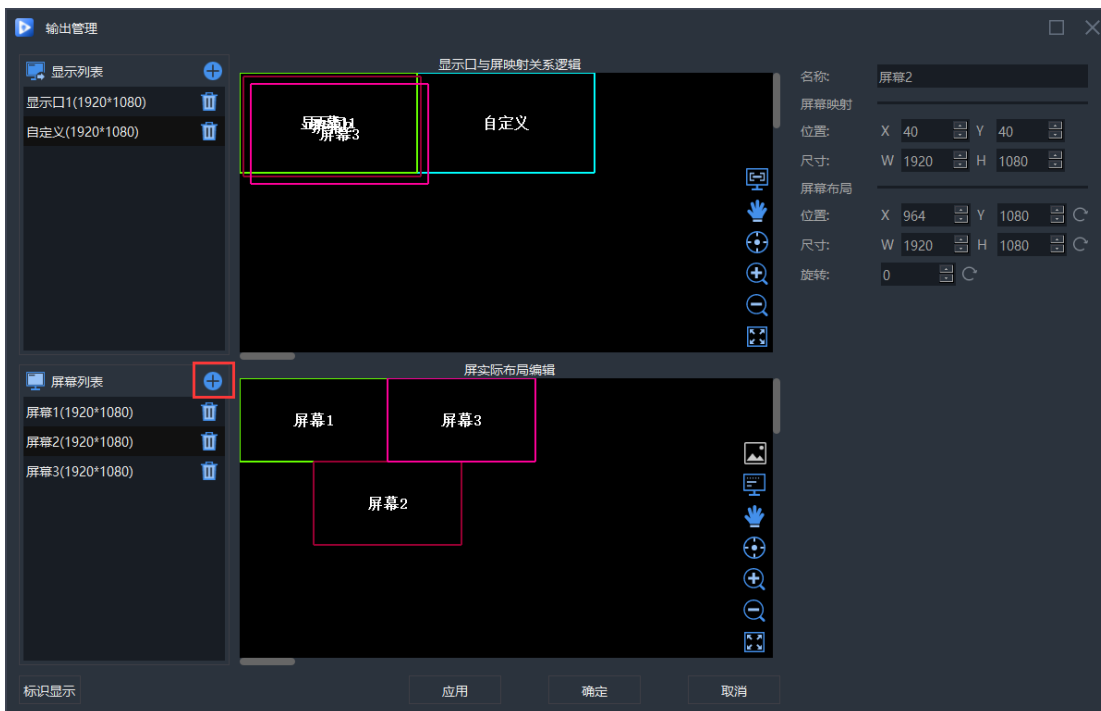 输出管理
显示列表
显示口1(1920*1080)
自定义(1920*1080)
显示口与屏映射关系逻辑
屏幕3
自定义
名称:
屏幕2
屏幕映射
位置:
X 40 Y 40
尺寸:
W 1920 H 1080
屏幕布局
位置:
X 964 Y 1080
尺寸:
W 1920 H 1080
旋转:
0
屏幕列表
屏幕1(1920*1080)
屏幕2(1920*1080)
屏幕3(1920*1080)
屏实际布局编辑
屏幕1
屏幕3
屏幕2
标识显示
应用
确定
取消